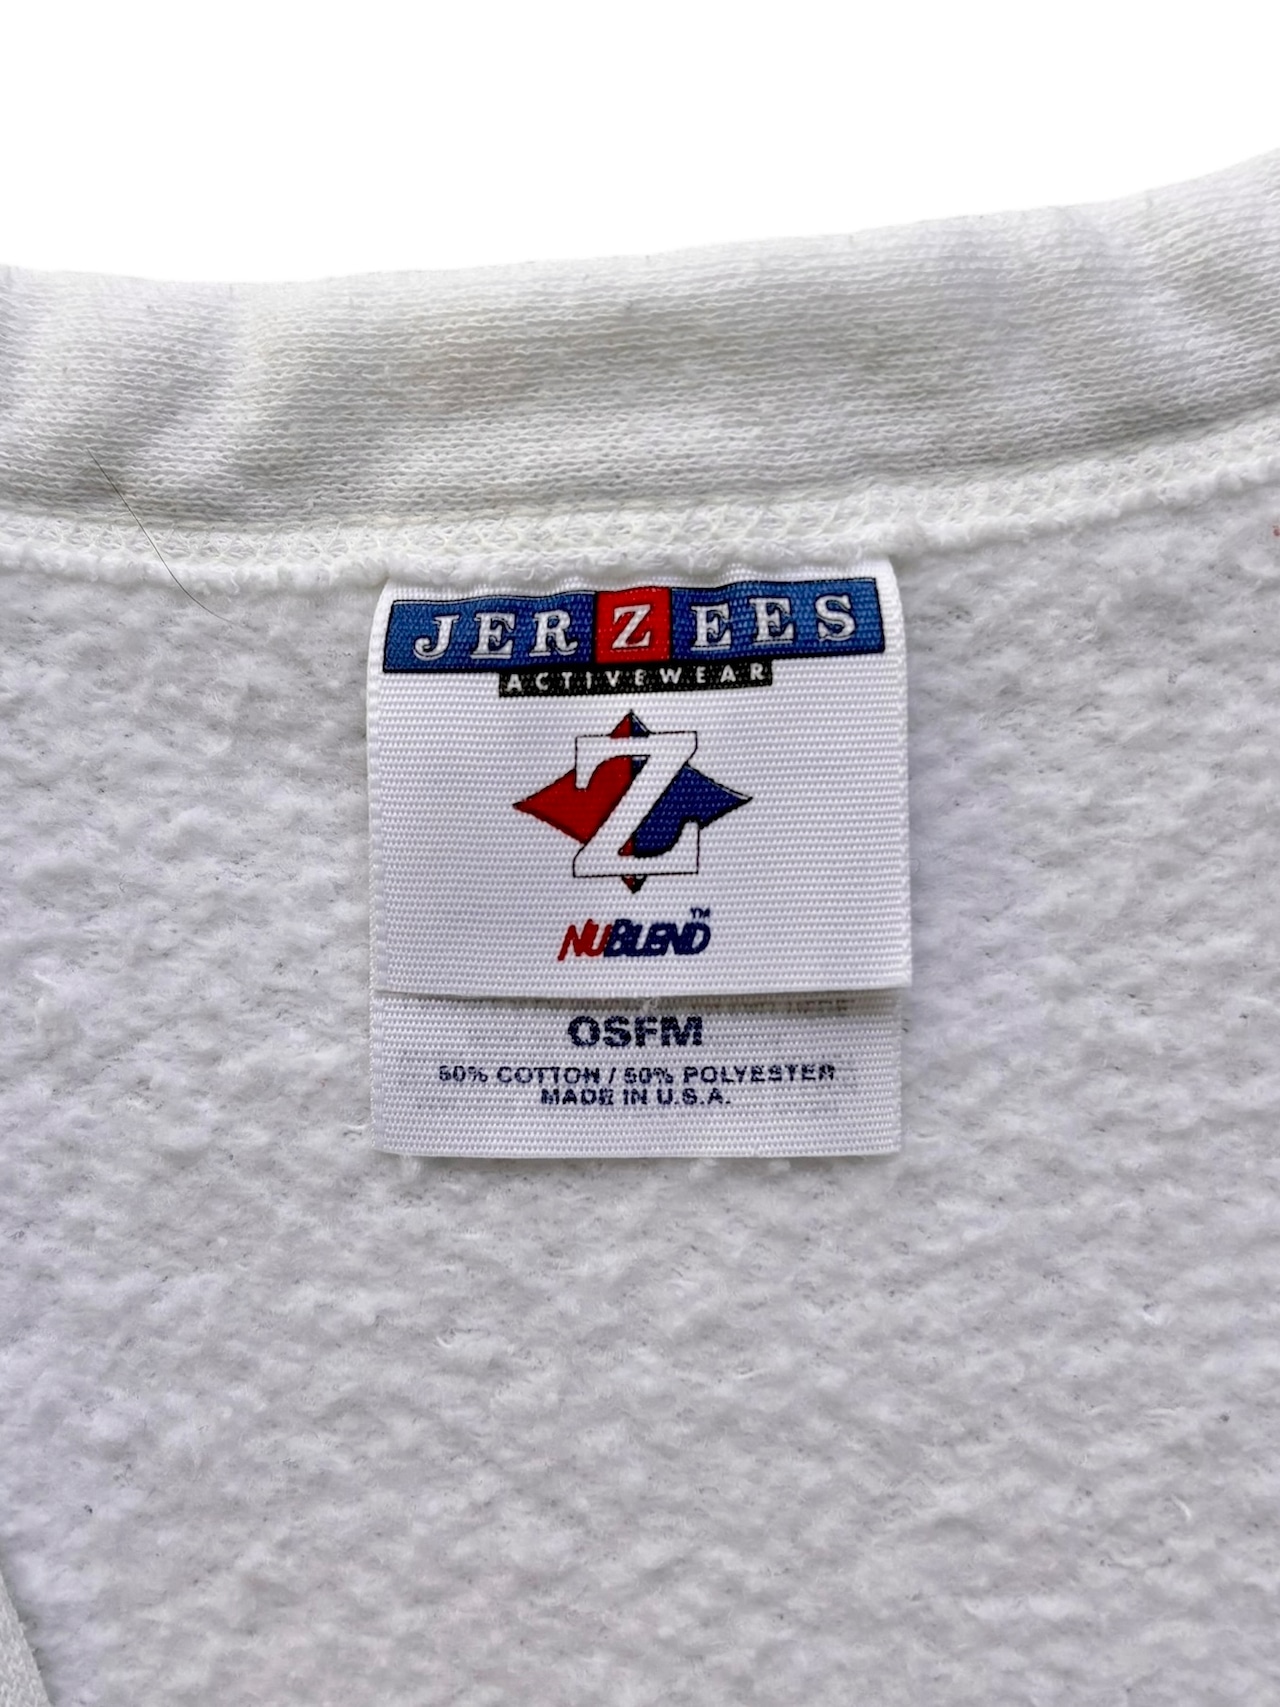 JERZEES
ACTIVEWEAR
Z
NUBLEND™
OSFM
50% COTTON / 50% POLYESTER
MADE IN U.S.A.